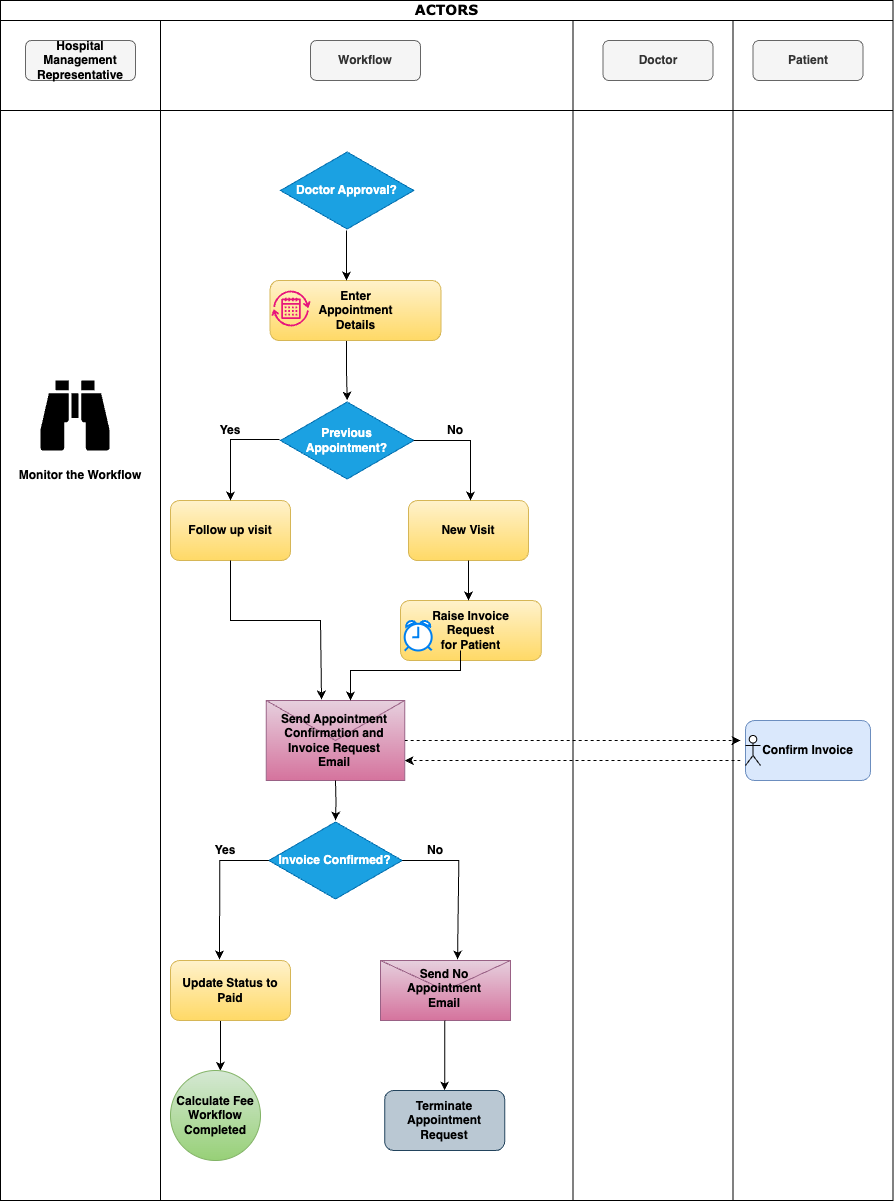 ACTORS
Hospital
Management
Representative
Workflow
Doctor
Patient
Doctor Approval?
Enter
Appointment
Details
Monitor the Workflow
Yes
Previous
Appointment?
No
Follow up visit
New Visit
Raise Invoice
Request
for Patient
Send Appointment
Confirmation and
Invoice Request
Email
Confirm Invoice
Yes
Invoice Confirmed?
No
Update Status to
Paid
Send No
Appointment
Email
Calculate Fee
Workflow
Completed
Terminate
Appointment
Request